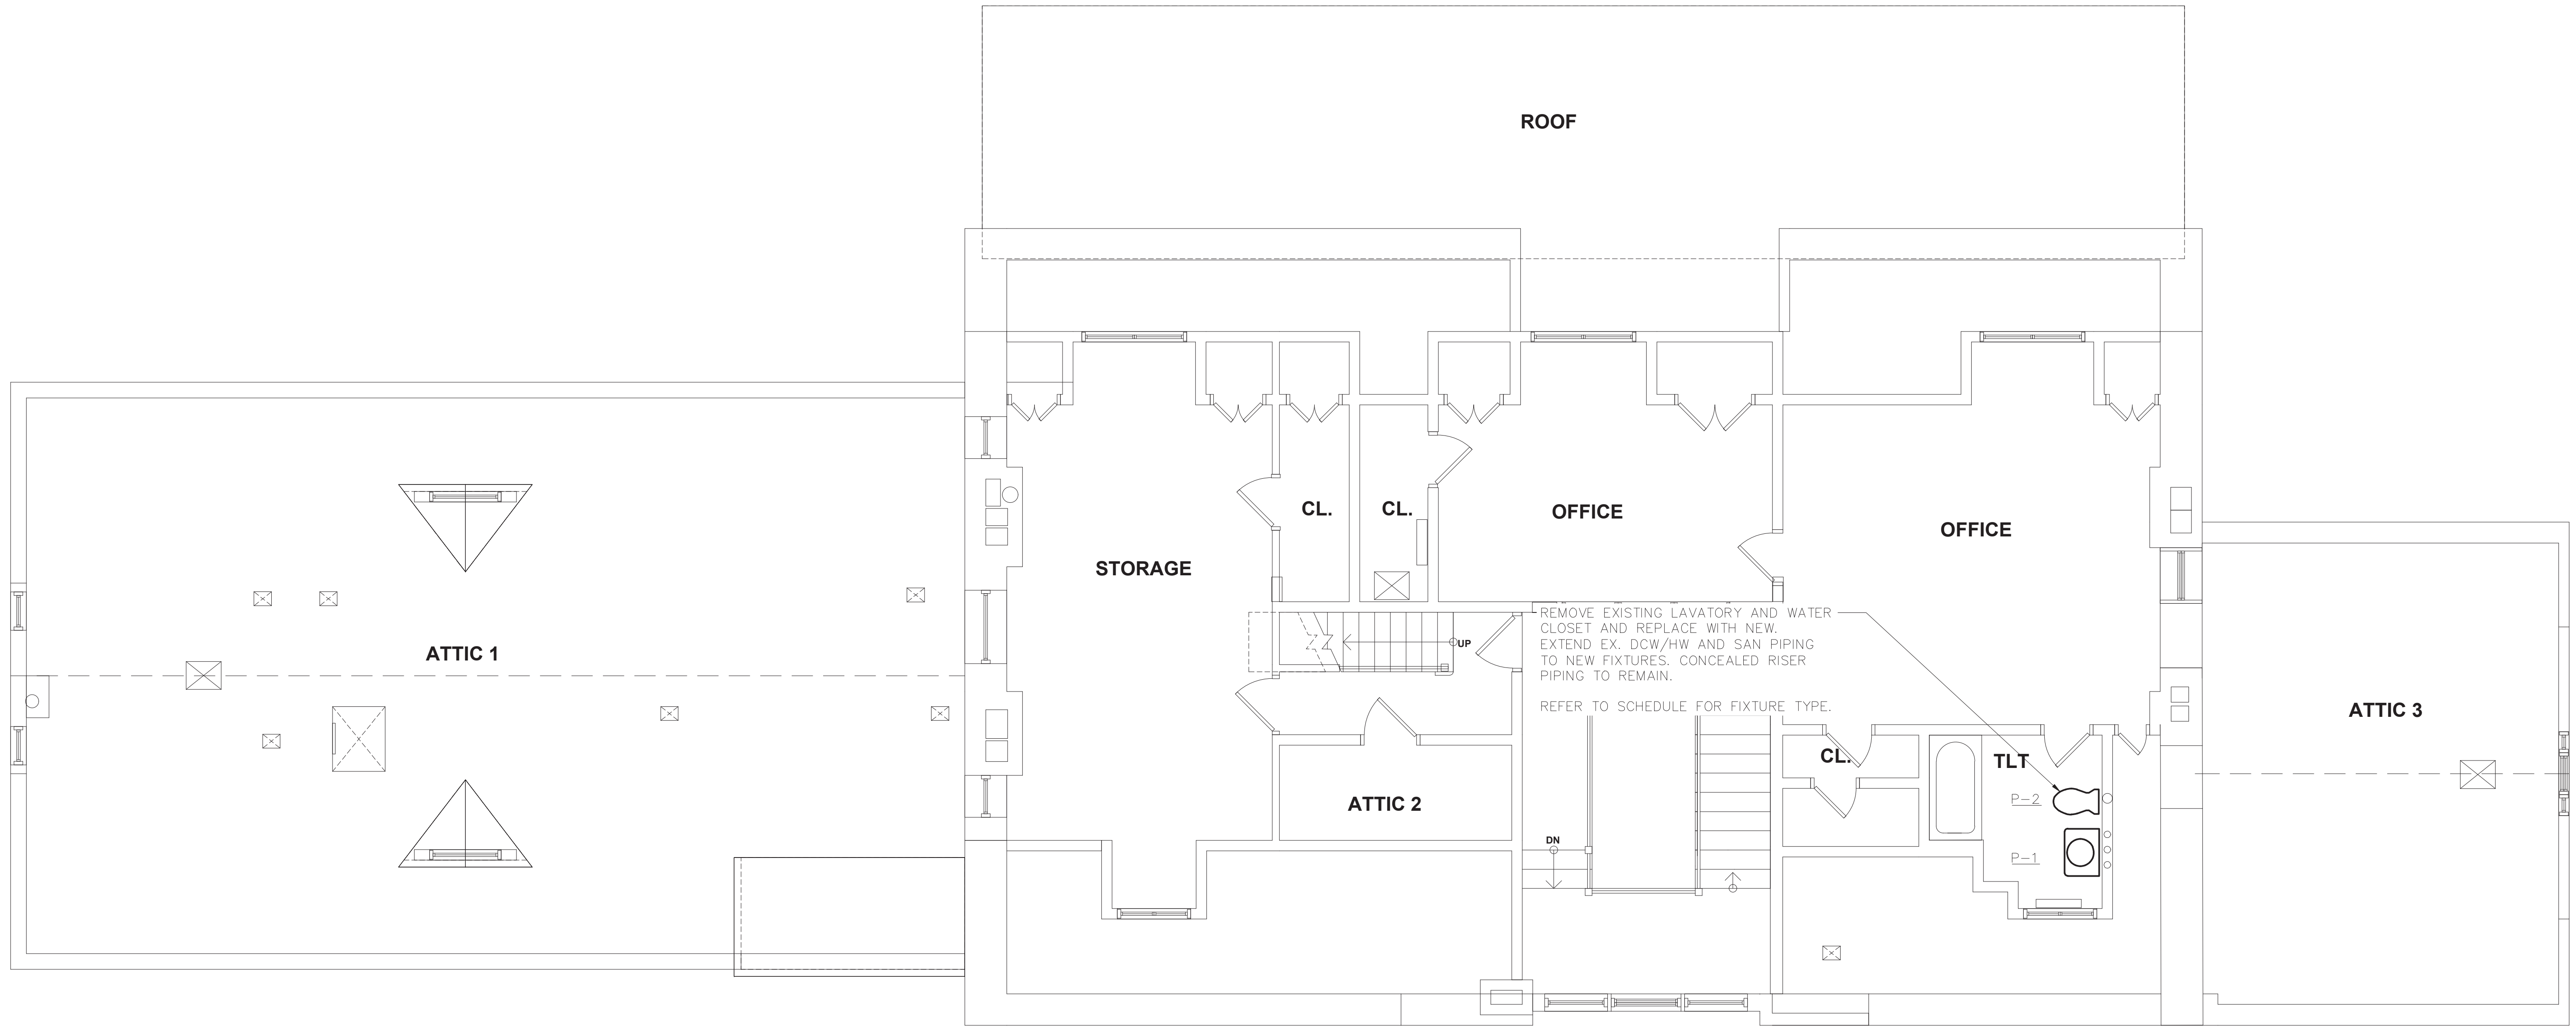 ROOF
CL.
CL.
OFFICE
OFFICE
STORAGE
ATTIC 1
UP
REMOVE EXISTING LAVATORY AND WATER
CLOSET AND REPLACE WITH NEW.
EXTEND EX. DCW/HW AND SAN PIPING
TO NEW FIXTURES. CONCEALED RISER
PIPING TO REMAIN.
REFER TO SCHEDULE FOR FIXTURE TYPE.
ATTIC 3
CL.
TLT
ATTIC 2
P-2
DN
P-1